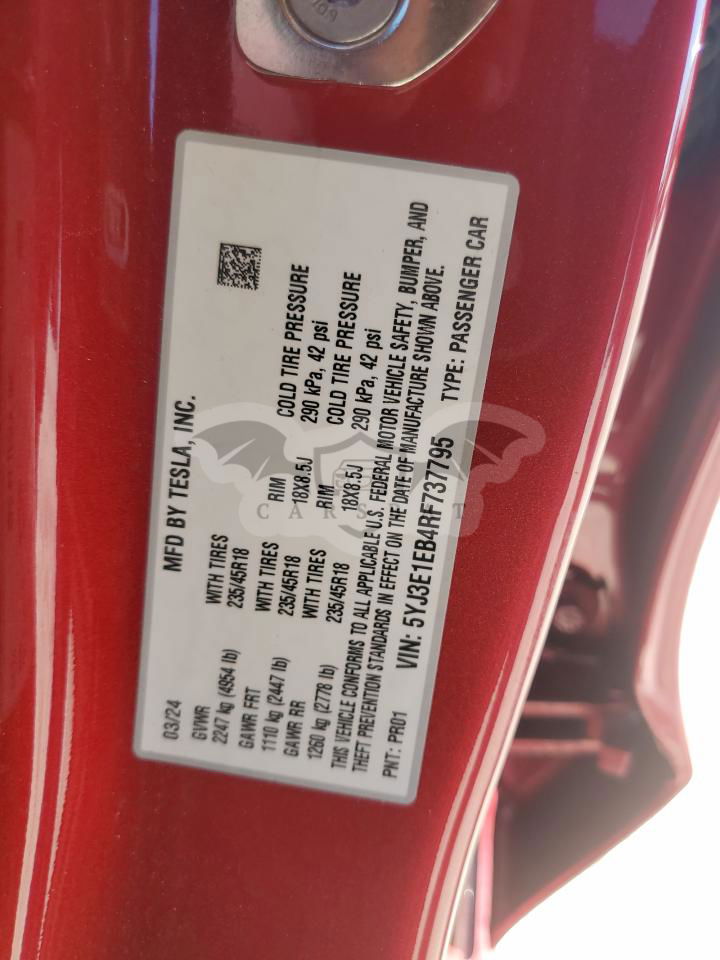 MFD BY TESLA, INC.
03/24
GVWR
2247 kg (4954 lb) WITH TIRES 235/45R18
GAWR FRT WITH TIRES RIM COLD TIRE PRESSURE
1110 kg (2447 lb) 235/45R18 18X8.5J 290 kPa, 42 psi
GAWR RR WITH TIRES RIM COLD TIRE PRESSURE
1260 kg (2778 lb) 235/45R18 18X8.5J 290 kPa, 42 psi
THIS VEHICLE CONFORMS TO ALL APPLICABLE U.S. FEDERAL MOTOR VEHICLE SAFETY, BUMPER, AND
THEFT PREVENTION STANDARDS IN EFFECT ON THE DATE OF MANUFACTURE SHOWN ABOVE.
PNT: PR01 VIN: 5YJ3E1EB4RF737795 TYPE: PASSENGER CAR